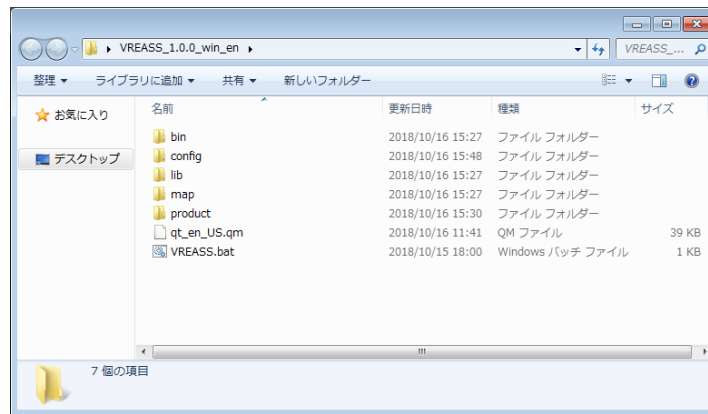 VREASS_1.0.0_win_en
VREASS_...
整理 ライブラリに追加 共有 新しいフォルダー
お気に入り
デスクトップ
名前 更新日時 種類 サイズ
bin 2018/10/16 15:27 ファイル フォルダー
config 2018/10/16 15:48 ファイル フォルダー
lib 2018/10/16 15:27 ファイル フォルダー
map 2018/10/16 15:27 ファイル フォルダー
product 2018/10/16 15:30 ファイル フォルダー
qt_en_US.qm 2018/10/16 11:41 QM ファイル 39 KB
VREASS.bat 2018/10/15 18:00 Windows バッチ ファイル 1 KB
7 個の項目